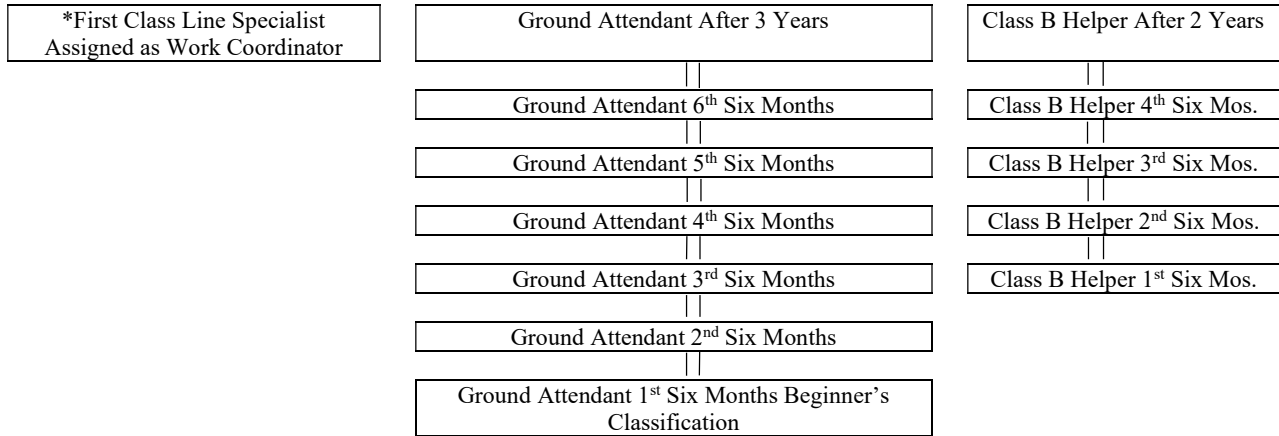 *First Class Line Specialist
Assigned as Work Coordinator
Ground Attendant After 3 Years
Class B Helper After 2 Years
Ground Attendant 6th Six Months
Class B Helper 4th Six Mos.
Ground Attendant 5th Six Months
Class B Helper 3rd Six Mos.
Ground Attendant 4th Six Months
Class B Helper 2nd Six Mos.
Ground Attendant 3rd Six Months
Class B Helper 1st Six Mos.
Ground Attendant 2nd Six Months
Ground Attendant 1st Six Months Beginner’s
Classification